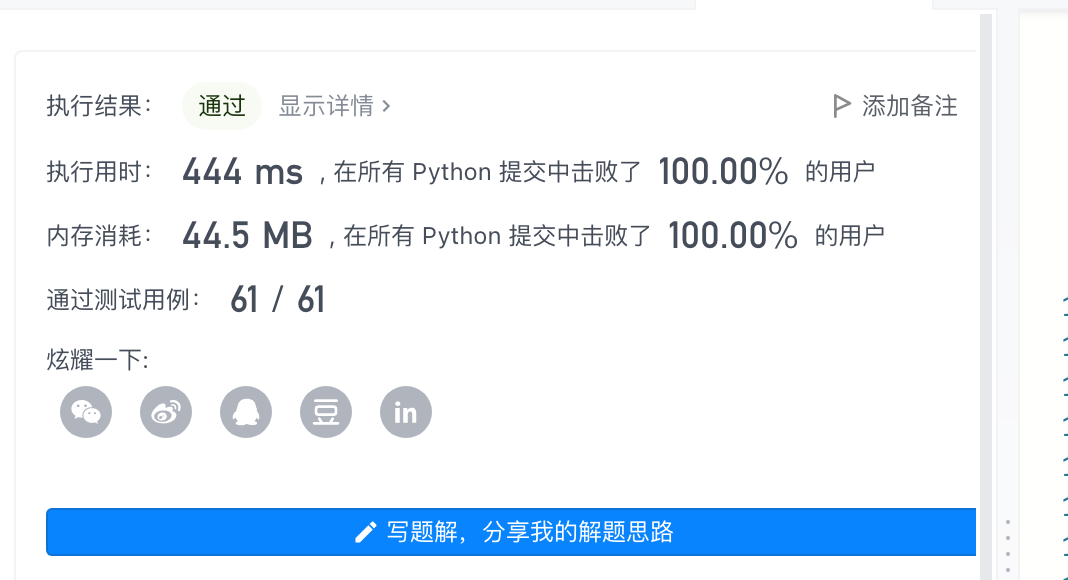 执行结果： 通过 显示详情 > 添加备注
执行用时： 444 ms , 在所有 Python 提交中击败了 100.00% 的用户
内存消耗： 44.5 MB , 在所有 Python 提交中击败了 100.00% 的用户
通过测试用例： 61 / 61
炫耀一下:
豆 in
写题解，分享我的解题思路